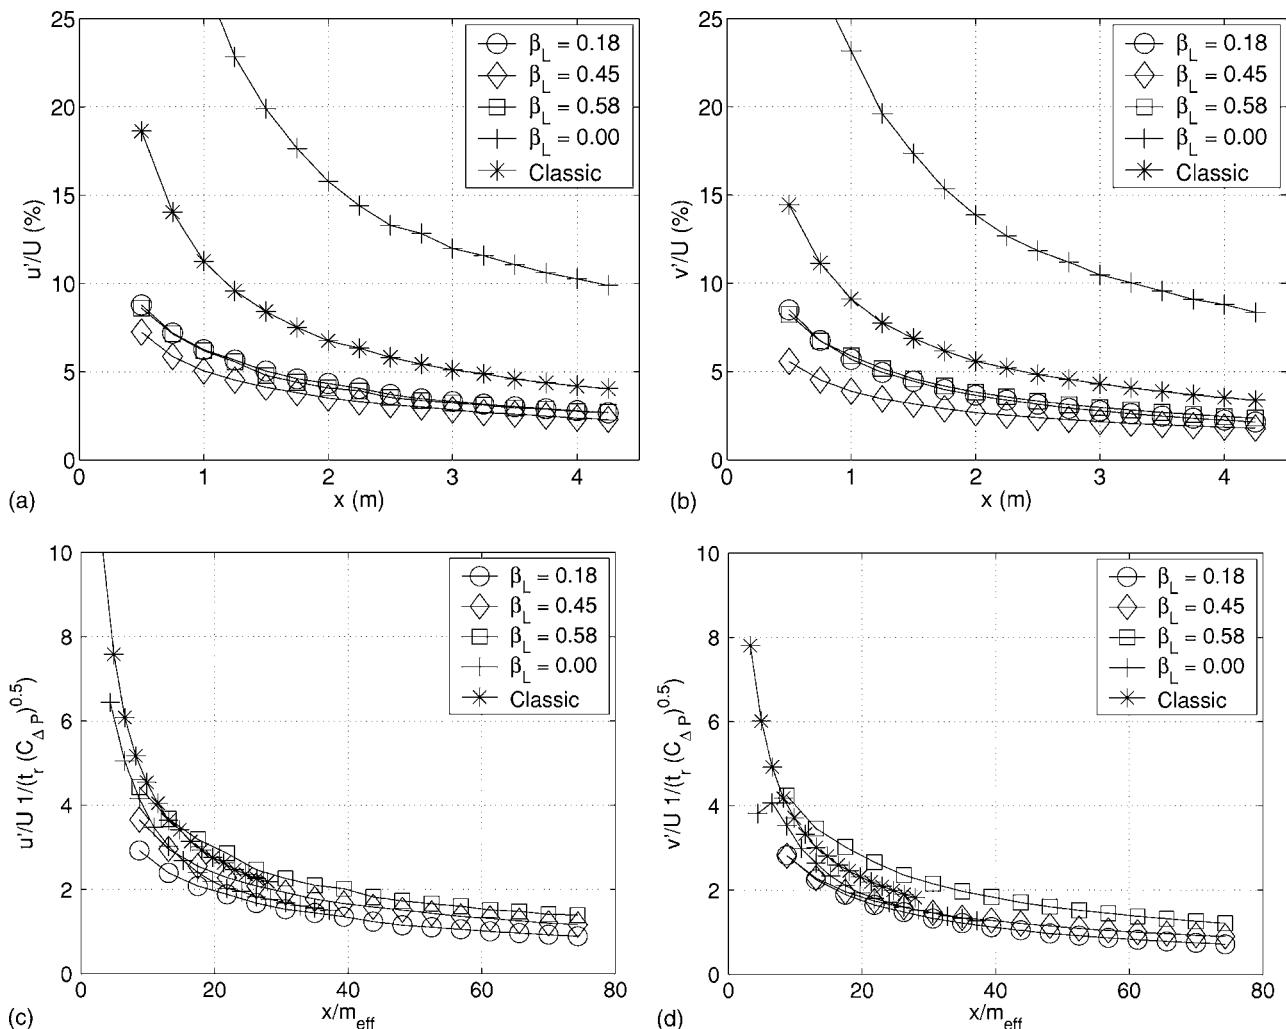 25
20
15
10
5
0
0
1
2
3
4
u'/U (%)
x (m)
(a)
β_L = 0.18
β_L = 0.45
β_L = 0.58
β_L = 0.00
Classic
25
20
15
10
5
0
0
1
2
3
4
v'/U (%)
x (m)
(b)
β_L = 0.18
β_L = 0.45
β_L = 0.58
β_L = 0.00
Classic
10
8
6
4
2
0
0
20
40
60
80
u'/U 1/(t_r (C_{Δ P})^{0.5})
x/m_eff
(c)
β_L = 0.18
β_L = 0.45
β_L = 0.58
β_L = 0.00
Classic
10
8
6
4
2
0
0
20
40
60
80
v'/U 1/(t_r (C_{Δ P})^{0.5})
x/m_eff
(d)
β_L = 0.18
β_L = 0.45
β_L = 0.58
β_L = 0.00
Classic